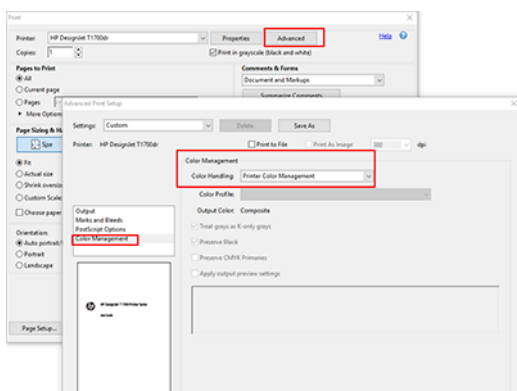 Print
Printer: HP DesignJet T1700dr Properties Advanced Help
Copies: 1 Print in grayscale (black and white)
Pages to Print Comments & Forms
All Document and Markups
Current page Summarize Comments
Pages
More Option
Page Sizing & Ha
Size
Fit
Actual size
Shrink oversiz
Custom Scale
Choose paper
Orientation
Auto portrait/
Portrait
Landscape
Page Setup...
Advanced Print Setup
Settings: Custom Delete Save As
Printer: HP DesignJet T1700dr Print to File Print As Image 300 dpi
Color Management
Color Handling: Printer Color Management
Color Profile:
Output Color: Composite
Treat grays as K-only grays
Preserve Black
Preserve CMYK Primaries
Apply output preview settings
Output
Marks and Bleeds
PostScript Options
Color Management